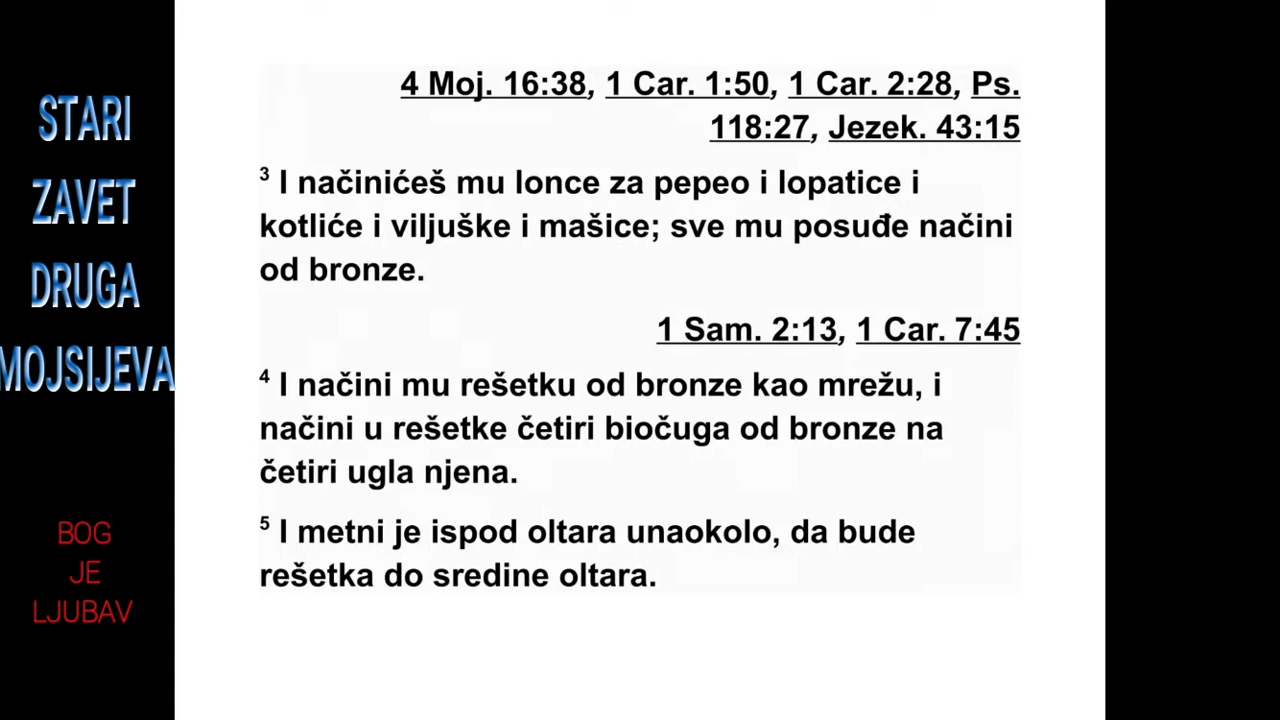 STARI
ZAVET
DRUGA
MOJSIJEVA
BOG
JE
LJUBAV
4 Moj. 16:38, 1 Car. 1:50, 1 Car. 2:28, Ps.
118:27, Jezek. 43:15
3 I načinićeš mu lonce za pepeo i lopatice i
kotliće i viljuške i mašice; sve mu posuđe načini
od bronze.
1 Sam. 2:13, 1 Car. 7:45
4 I načini mu rešetku od bronze kao mrežu, i
načini u rešetke četiri biočuga od bronze na
četiri ugla njena.
5 I metni je ispod oltara unaokolo, da bude
rešetka do sredine oltara.